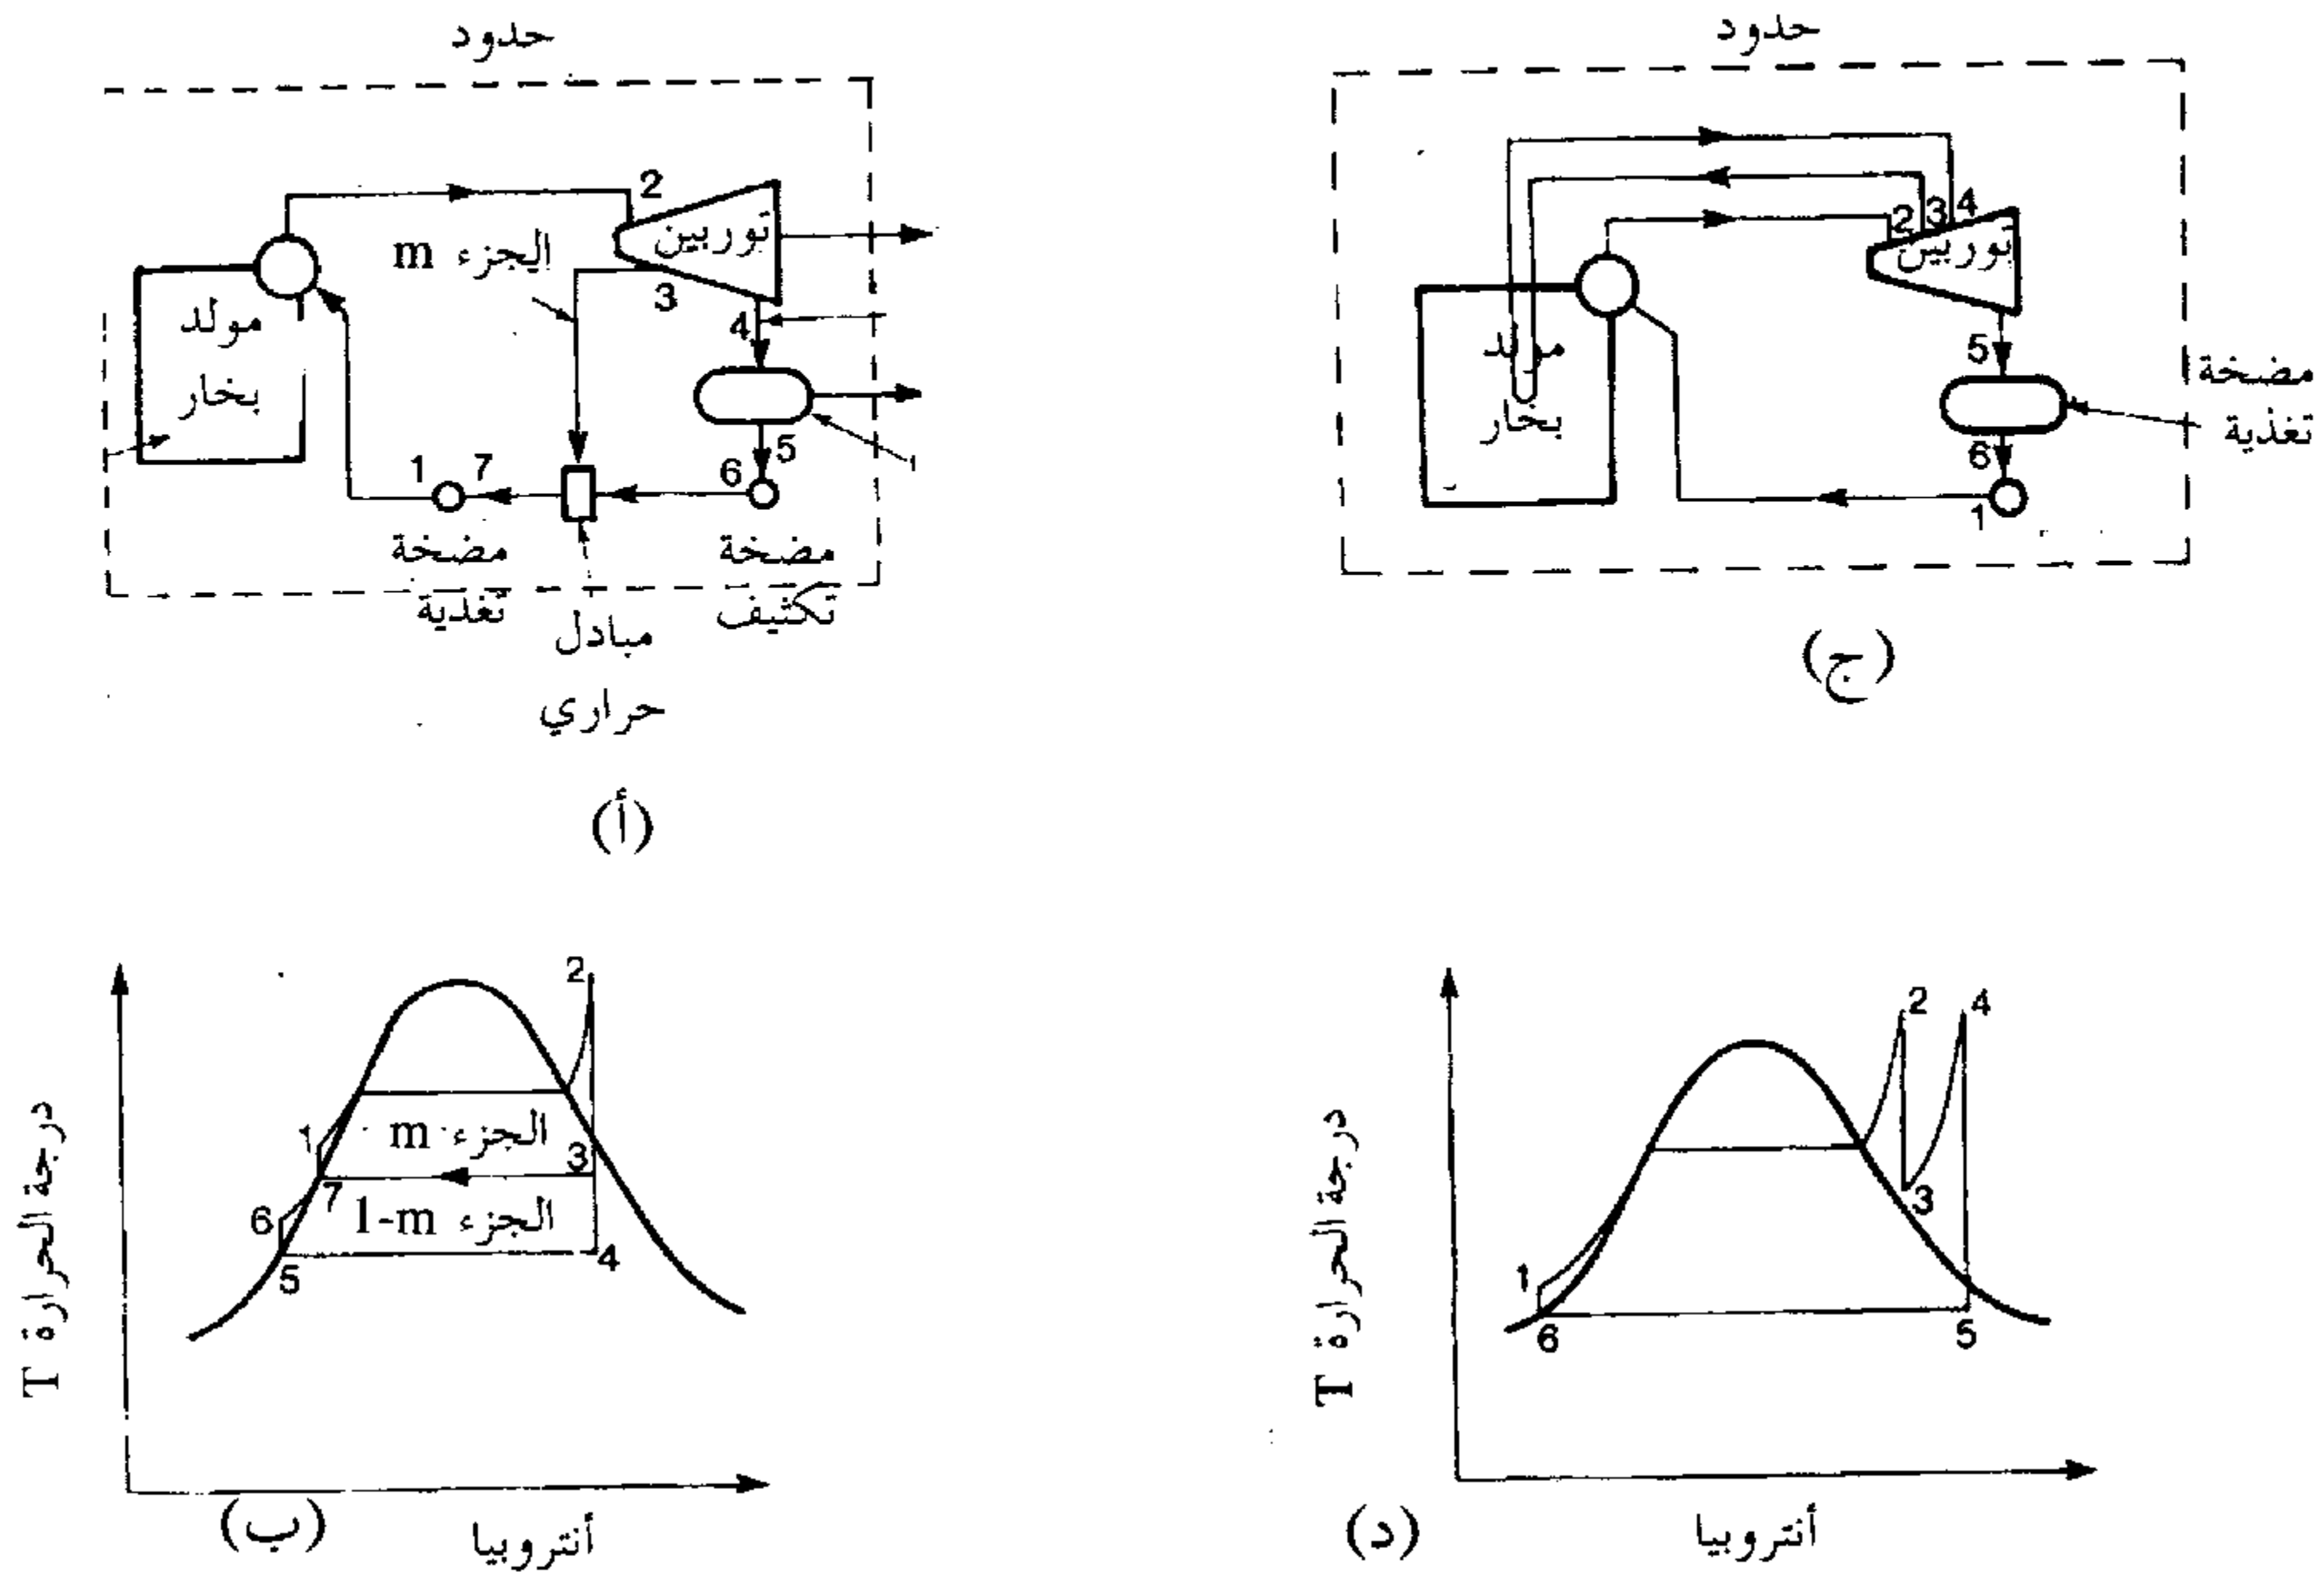 حدود
2
توربين
الجزء m
3
4
مولد
بخار
5
6
7
1
1
مضخة
تغذية
مضخة
تكثيف
مبادل
حراري
(أ)
حدود
2
3
4
توربين
مولد
بخار
5
مضخة
تغذية
6
1
(ج)
2
الجزء m
1
3
7
6
الجزء 1-m
5
4
درجة الحرارة T
(ب)
أنتروبيا
2
4
3
1
6
5
درجة الحرارة T
(د)
أنتروبيا